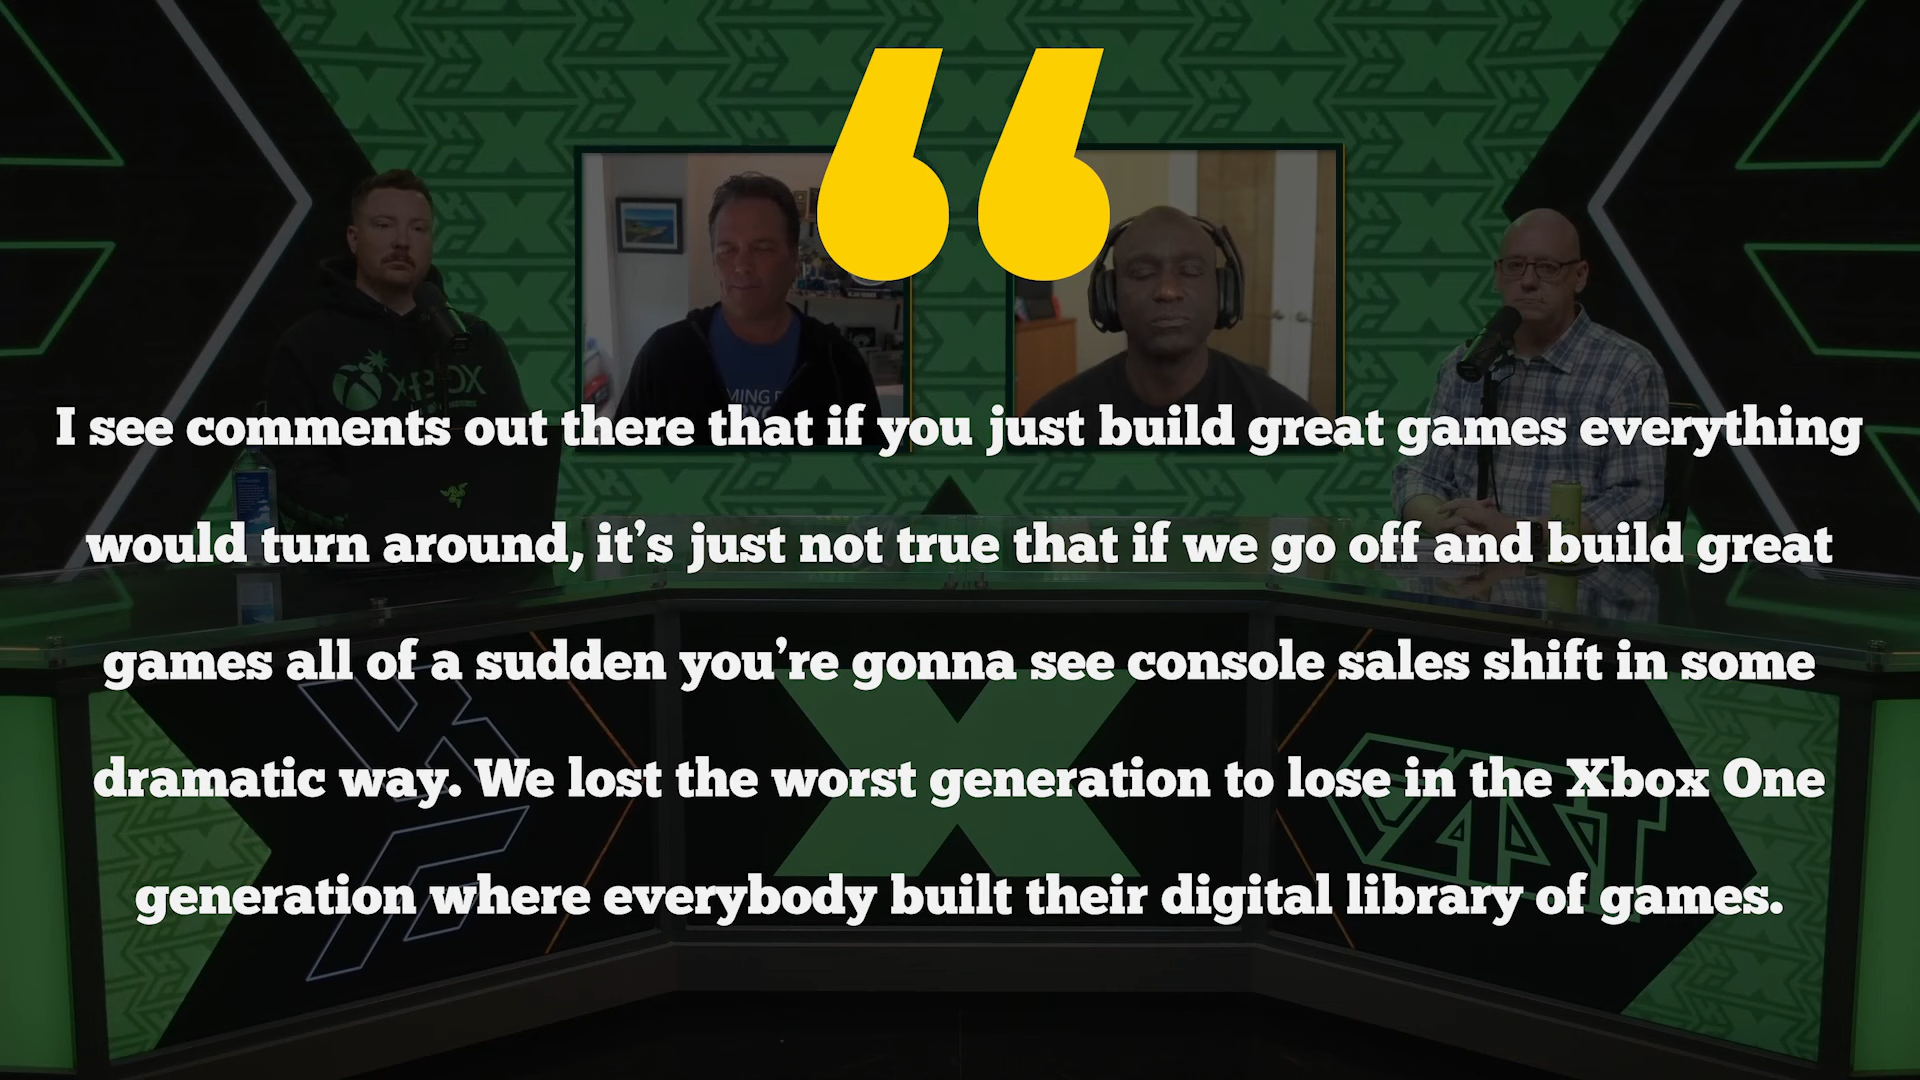 XBOX
MING F
I see comments out there that if you just build great games everything
would turn around, it’s just not true that if we go off and build great
games all of a sudden you’re gonna see console sales shift in some
dramatic way. We lost the worst generation to lose in the Xbox One
generation where everybody built their digital library of games.
CAST